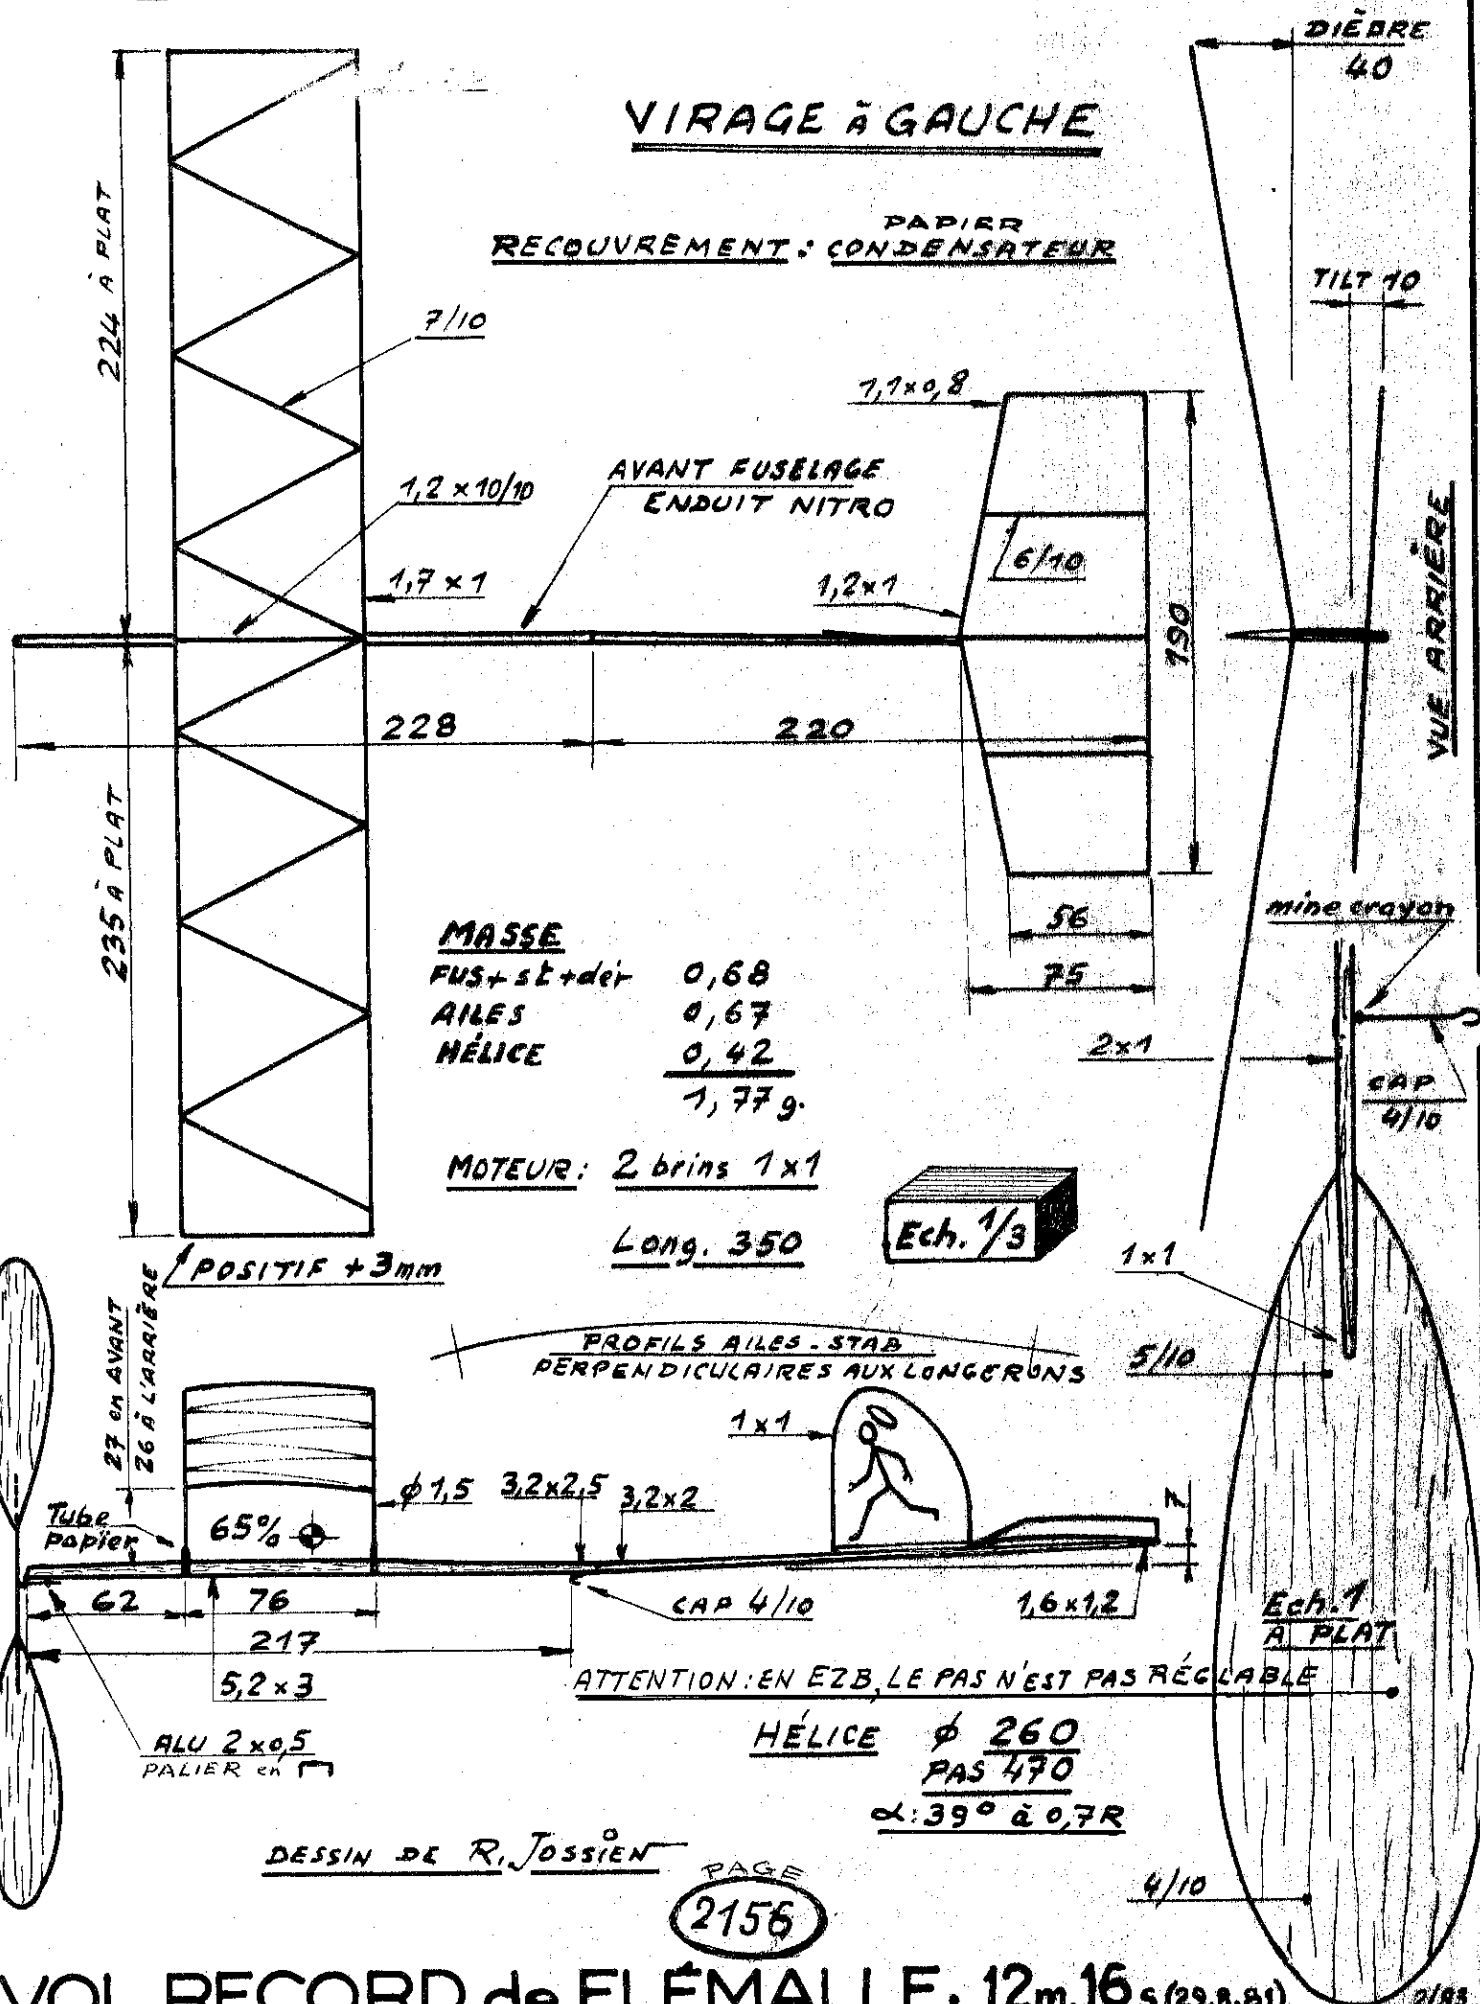 DIÈDRE
40
VIRAGE à GAUCHE
PAPIER
RECOUVREMENT : CONDENSATEUR
TILT 10
224 À PLAT
7/10
1,1×0,8
1,2 × 10/10
AVANT FUSELAGE
ENDUIT NITRO
6/10
1,7 × 1
1,2×1
190
VUE ARRIÈRE
228
220
235 À PLAT
56
75
mine crayon
MASSE
FUS + st + dér 0,68
AILES 0,67
HÉLICE 0,42
1,77 g.
2×1
CAP
4/10
MOTEUR: 2 brins 1×1
Long. 350
Ech. 1/3
POSITIF + 3mm
1×1
27 en AVANT
26 À L'ARRIÈRE
PROFILS AILES - STAB
PERPENDICULAIRES AUX LONGERONS
5/10
1×1
ϕ 1,5
3,2×2,5
3,2×2
7
Tube
papier
65%
62
76
CAP 4/10
1,6×1,2
217
5,2×3
Ech. 1
A PLAT
ATTENTION : EN EZB, LE PAS N'EST PAS RÉGLABLE
ALU 2×0,5
PALIER en
HÉLICE ϕ 260
PAS 470
α: 39° à 0,7R
DESSIN DE R. JOSSIEN
PAGE
2156
4/10
VOL RECORD de FLÉMALLE: 12m.16 s (29.8.81)